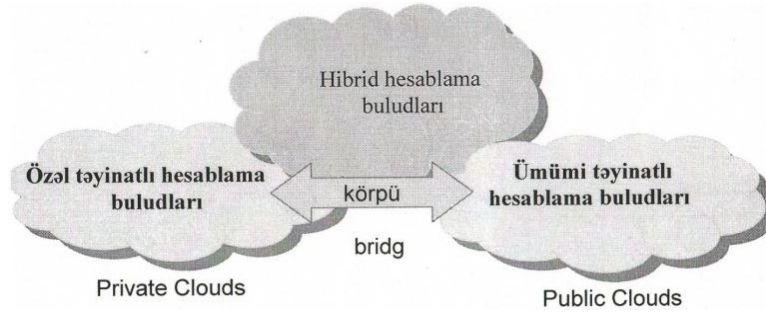 Hibrid hesablama
buludları
Özəl təyinatlı hesablama
buludları
körpü
Ümümi təyinatlı
hesablama buludları
bridg
Private Clouds
Public Clouds